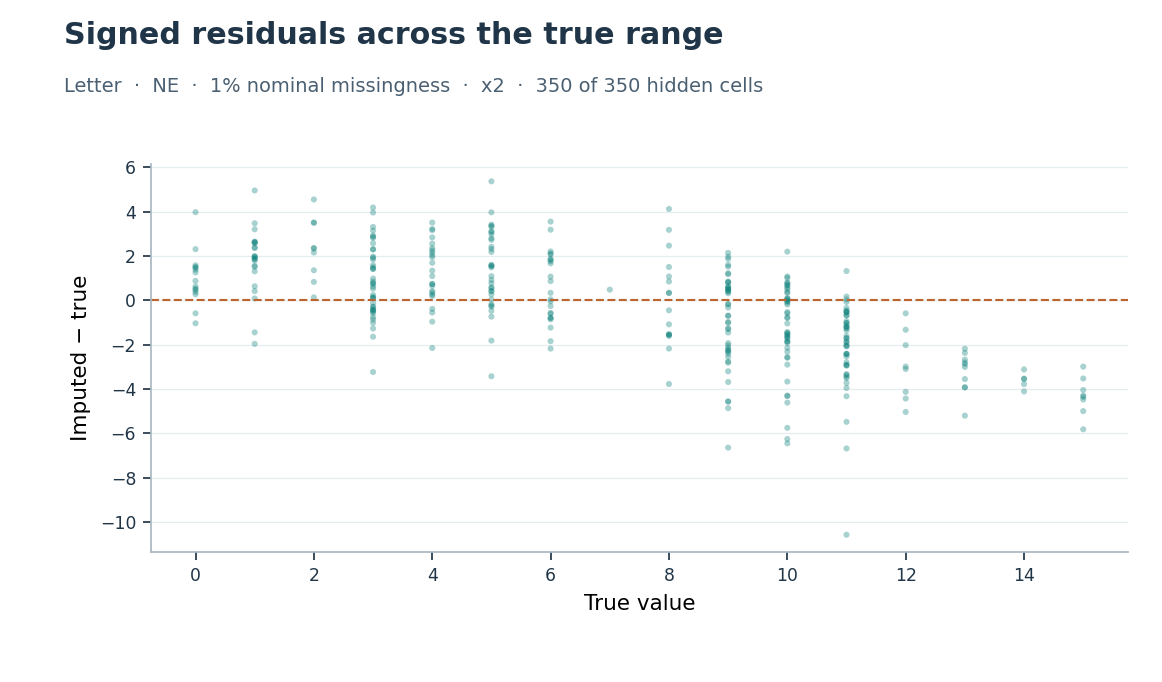 Signed residuals across the true range
Letter · NE · 1% nominal missingness · x2 · 350 of 350 hidden cells
6
4
2
0
−2
−4
−6
−8
−10
Imputed − true
0 2 4 6 8 10 12 14
True value